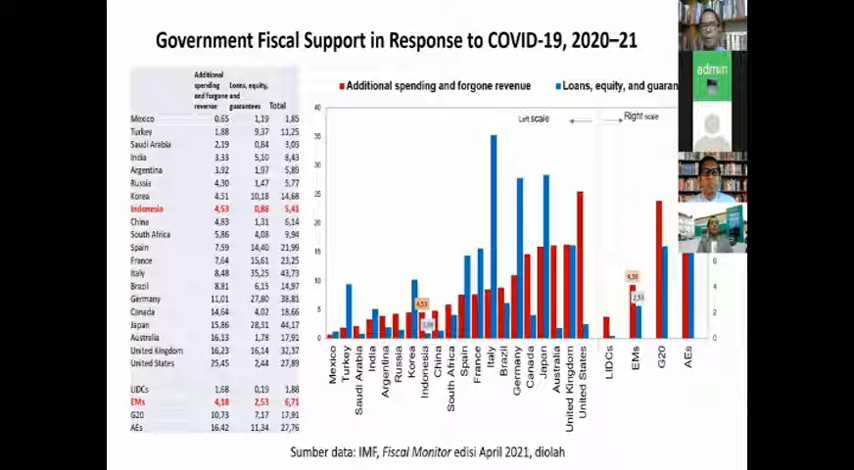 Government Fiscal Support in Response to COVID-19, 2020–21
Additional spending and forgone revenue Loans, equity, and guarantees Total
Mexico 0,65 1,19 1,85
Turkey 1,88 9,37 11,25
Saudi Arabia 2,19 0,84 3,03
India 3,33 5,10 8,43
Argentina 3,92 1,97 5,89
Russia 4,30 1,47 5,77
Korea 4,51 10,18 14,68
Indonesia 4,53 0,88 5,41
China 4,83 1,31 6,14
South Africa 5,86 4,08 9,94
Spain 7,59 14,40 21,99
France 7,64 15,61 23,25
Italy 8,48 35,25 43,73
Brazil 8,81 6,15 14,97
Germany 11,01 27,80 38,81
Canada 14,64 4,02 18,66
Japan 15,86 28,31 44,17
Australia 16,13 1,78 17,91
United Kingdom 16,23 16,14 32,37
United States 25,45 2,44 27,89
LIDCs 1,68 0,19 1,88
EMs 4,18 2,53 6,71
G20 10,73 7,17 17,91
AEs 16,42 11,34 27,76
Additional spending and forgone revenue Loans, equity, and guaran
Left scale Right scale
40
35
30
25
20
15
10
5
0
6
4
2
0
4,53
2,53
Mexico
Turkey
Saudi Arabia
India
Argentina
Russia
Korea
Indonesia
China
South Africa
Spain
France
Italy
Brazil
Germany
Canada
Japan
Australia
United Kingdom
United States
LIDCs
EMs
G20
AEs
Sumber data: IMF, Fiscal Monitor edisi April 2021, diolah
admin